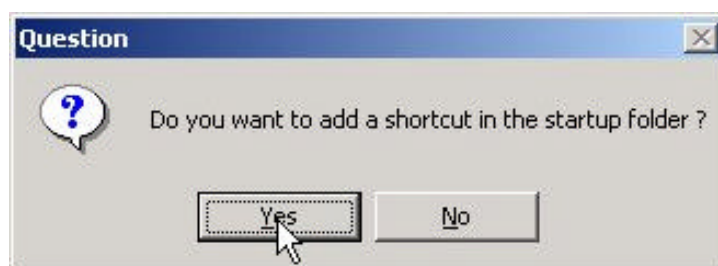 Question
Do you want to add a shortcut in the startup folder ?
Yes
No